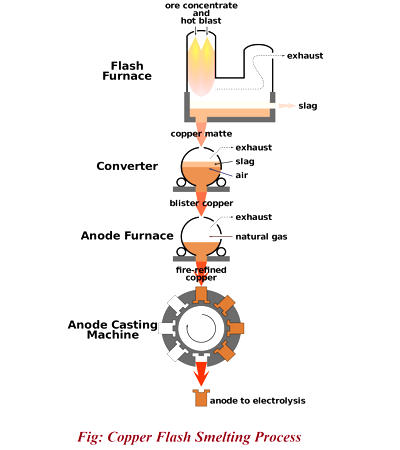 ore concentrate
and
hot blast
Flash
Furnace
exhaust
slag
copper matte
Converter
exhaust
slag
air
blister copper
Anode Furnace
exhaust
natural gas
fire-refined
copper
Anode Casting
Machine
anode to electrolysis
Fig: Copper Flash Smelting Process